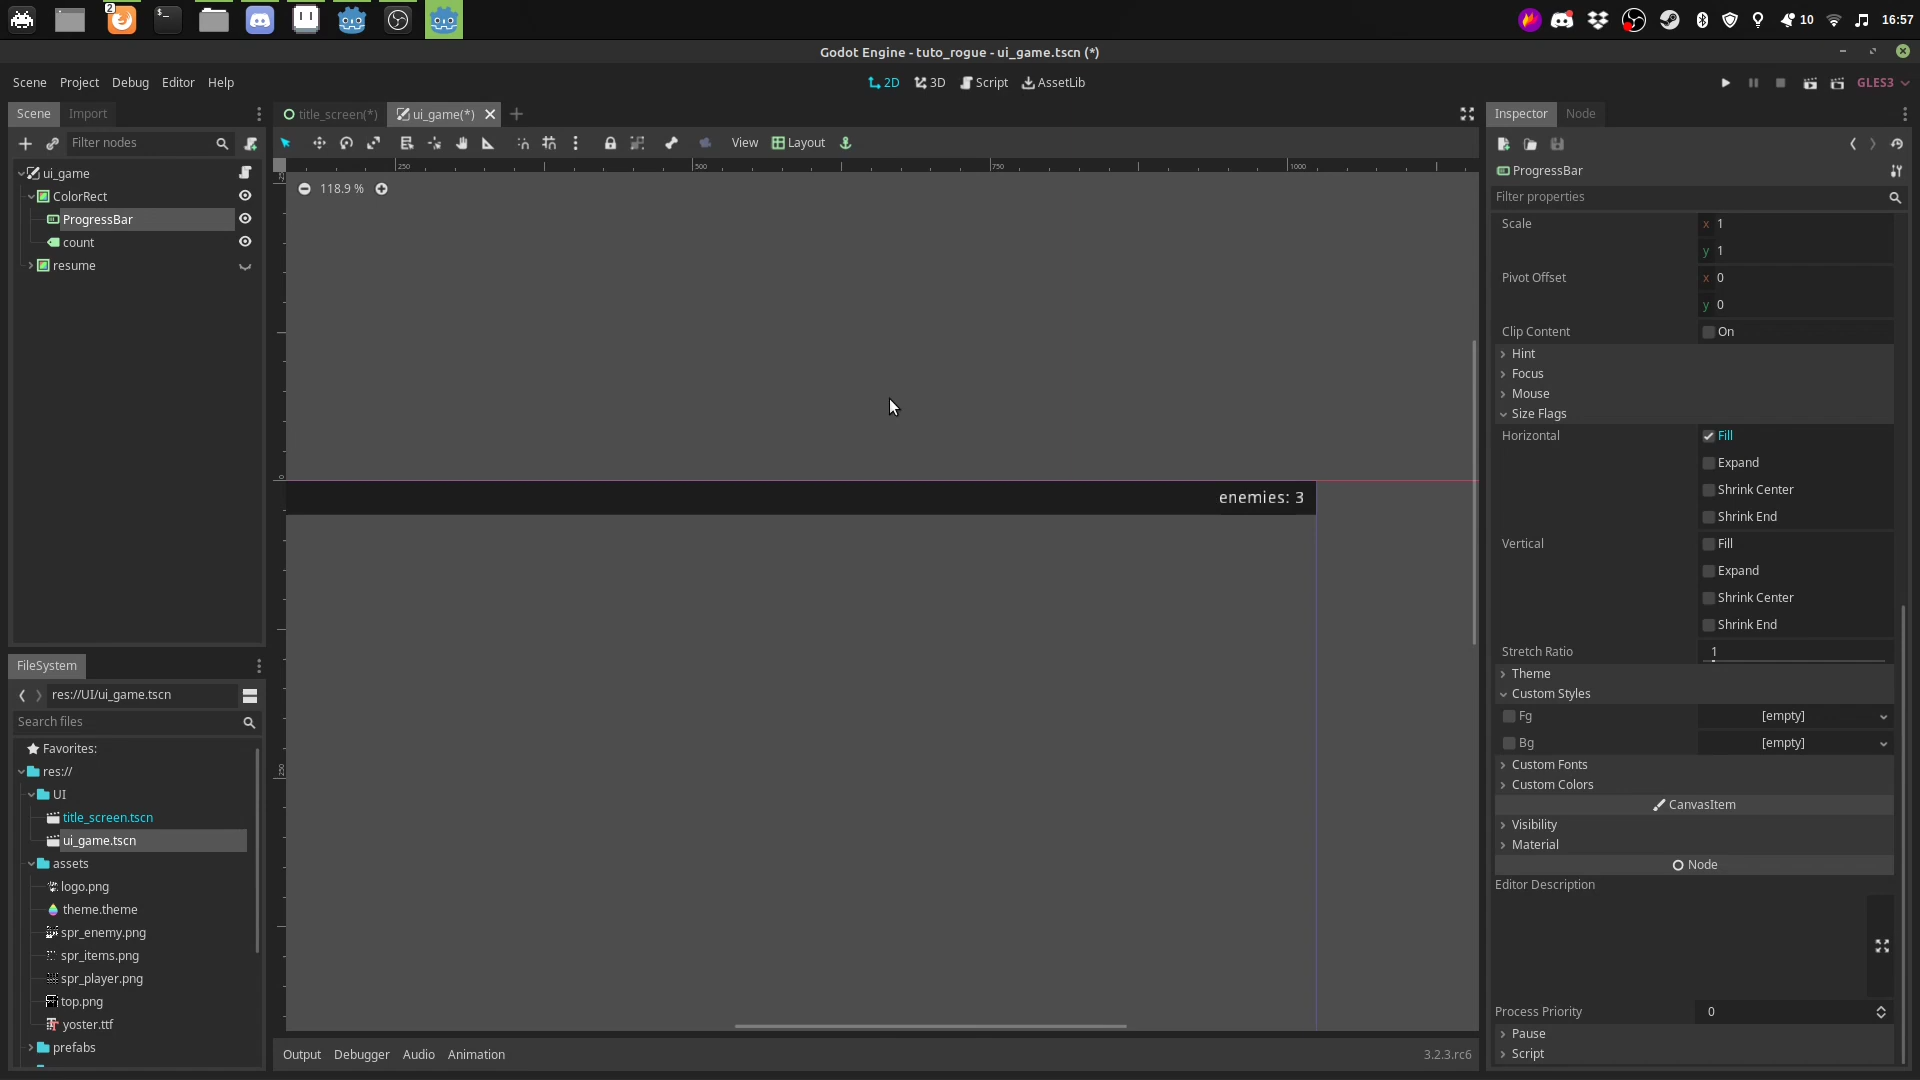 2
10
16:57
Godot Engine - tuto_rogue - ui_game.tscn (*)
Scene Project Debug Editor Help
2D 3D Script AssetLib
GLES3
Scene Import
title_screen(*) ui_game(*)
Inspector Node
Filter nodes
View Layout
250 500 750 1000
118.9 %
ui_game
ColorRect
ProgressBar
count
resume
0
250
enemies: 3
FileSystem
res://UI/ui_game.tscn
Search files
Favorites:
res://
UI
title_screen.tscn
ui_game.tscn
assets
logo.png
theme.theme
spr_enemy.png
spr_items.png
spr_player.png
top.png
yoster.ttf
prefabs
Output Debugger Audio Animation
3.2.3.rc6
ProgressBar
Filter properties
Scale x 1
y 1
Pivot Offset x 0
y 0
Clip Content On
Hint
Focus
Mouse
Size Flags
Horizontal Fill
Expand
Shrink Center
Shrink End
Vertical Fill
Expand
Shrink Center
Shrink End
Stretch Ratio 1
Theme
Custom Styles
Fg [empty]
Bg [empty]
Custom Fonts
Custom Colors
CanvasItem
Visibility
Material
Node
Editor Description
Process Priority 0
Pause
Script